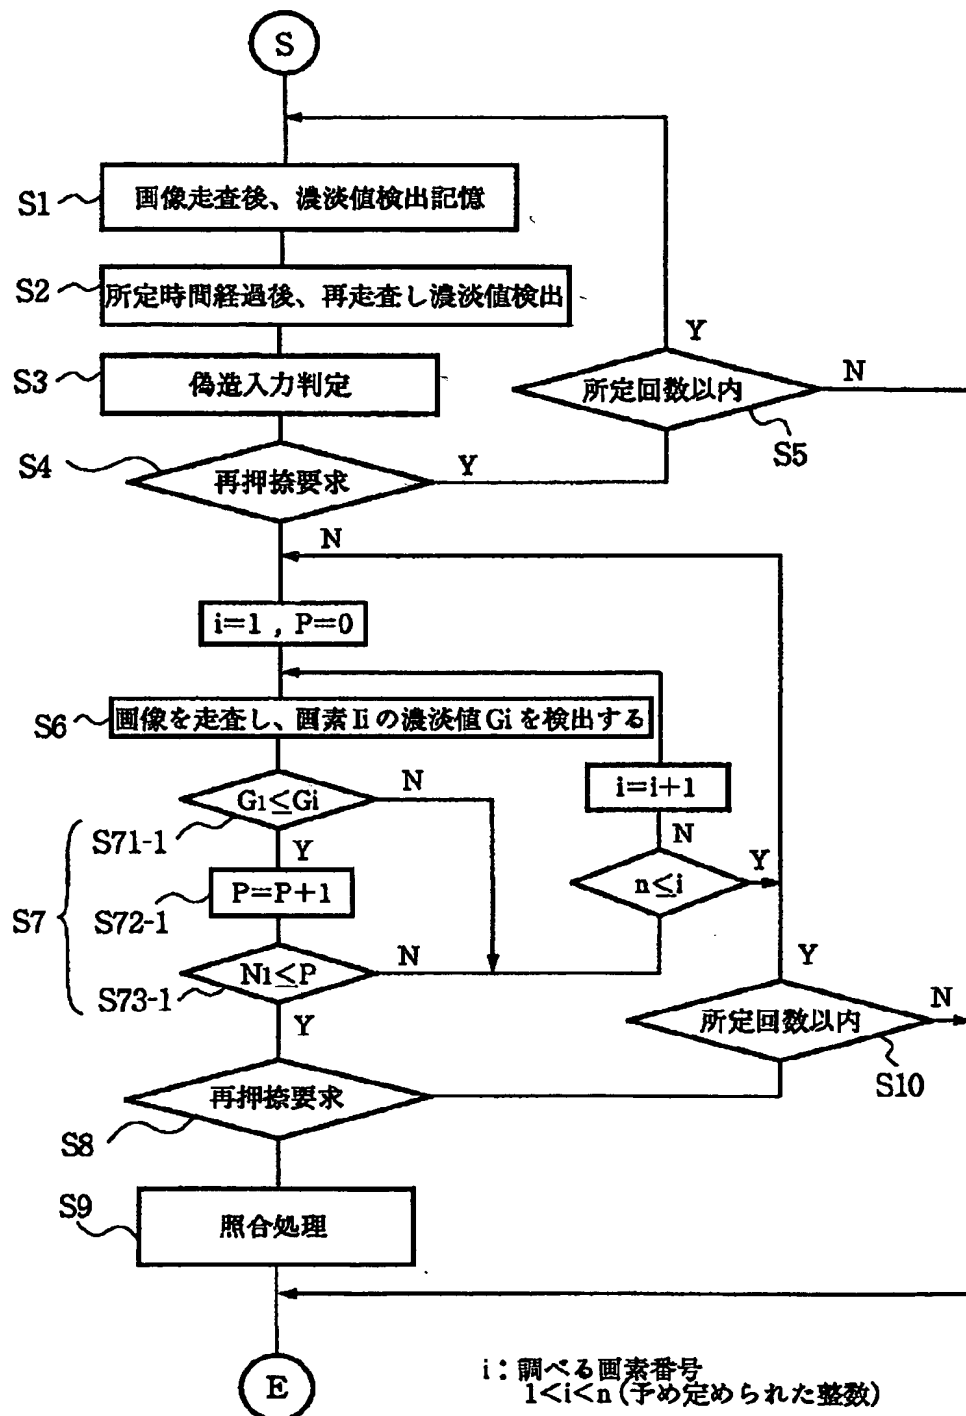 S
S1
画像走査後、濃淡値検出記憶
S2
所定時間経過後、再走査し濃淡値検出
S3
偽造入力判定
Y
所定回数以内
N
S5
S4
再押捺要求
Y
N
i=1 , P=0
S6
画像を走査し、画素Iiの濃淡値Giを検出する
G1≤Gi
N
i=i+1
S71-1
Y
N
n≤i
Y
S7
S72-1
P=P+1
N1≤P
N
S73-1
Y
Y
所定回数以内
N
S10
再押捺要求
S8
S9
照合処理
E
i：調べる画素番号
1<i<n(予め定められた整数)